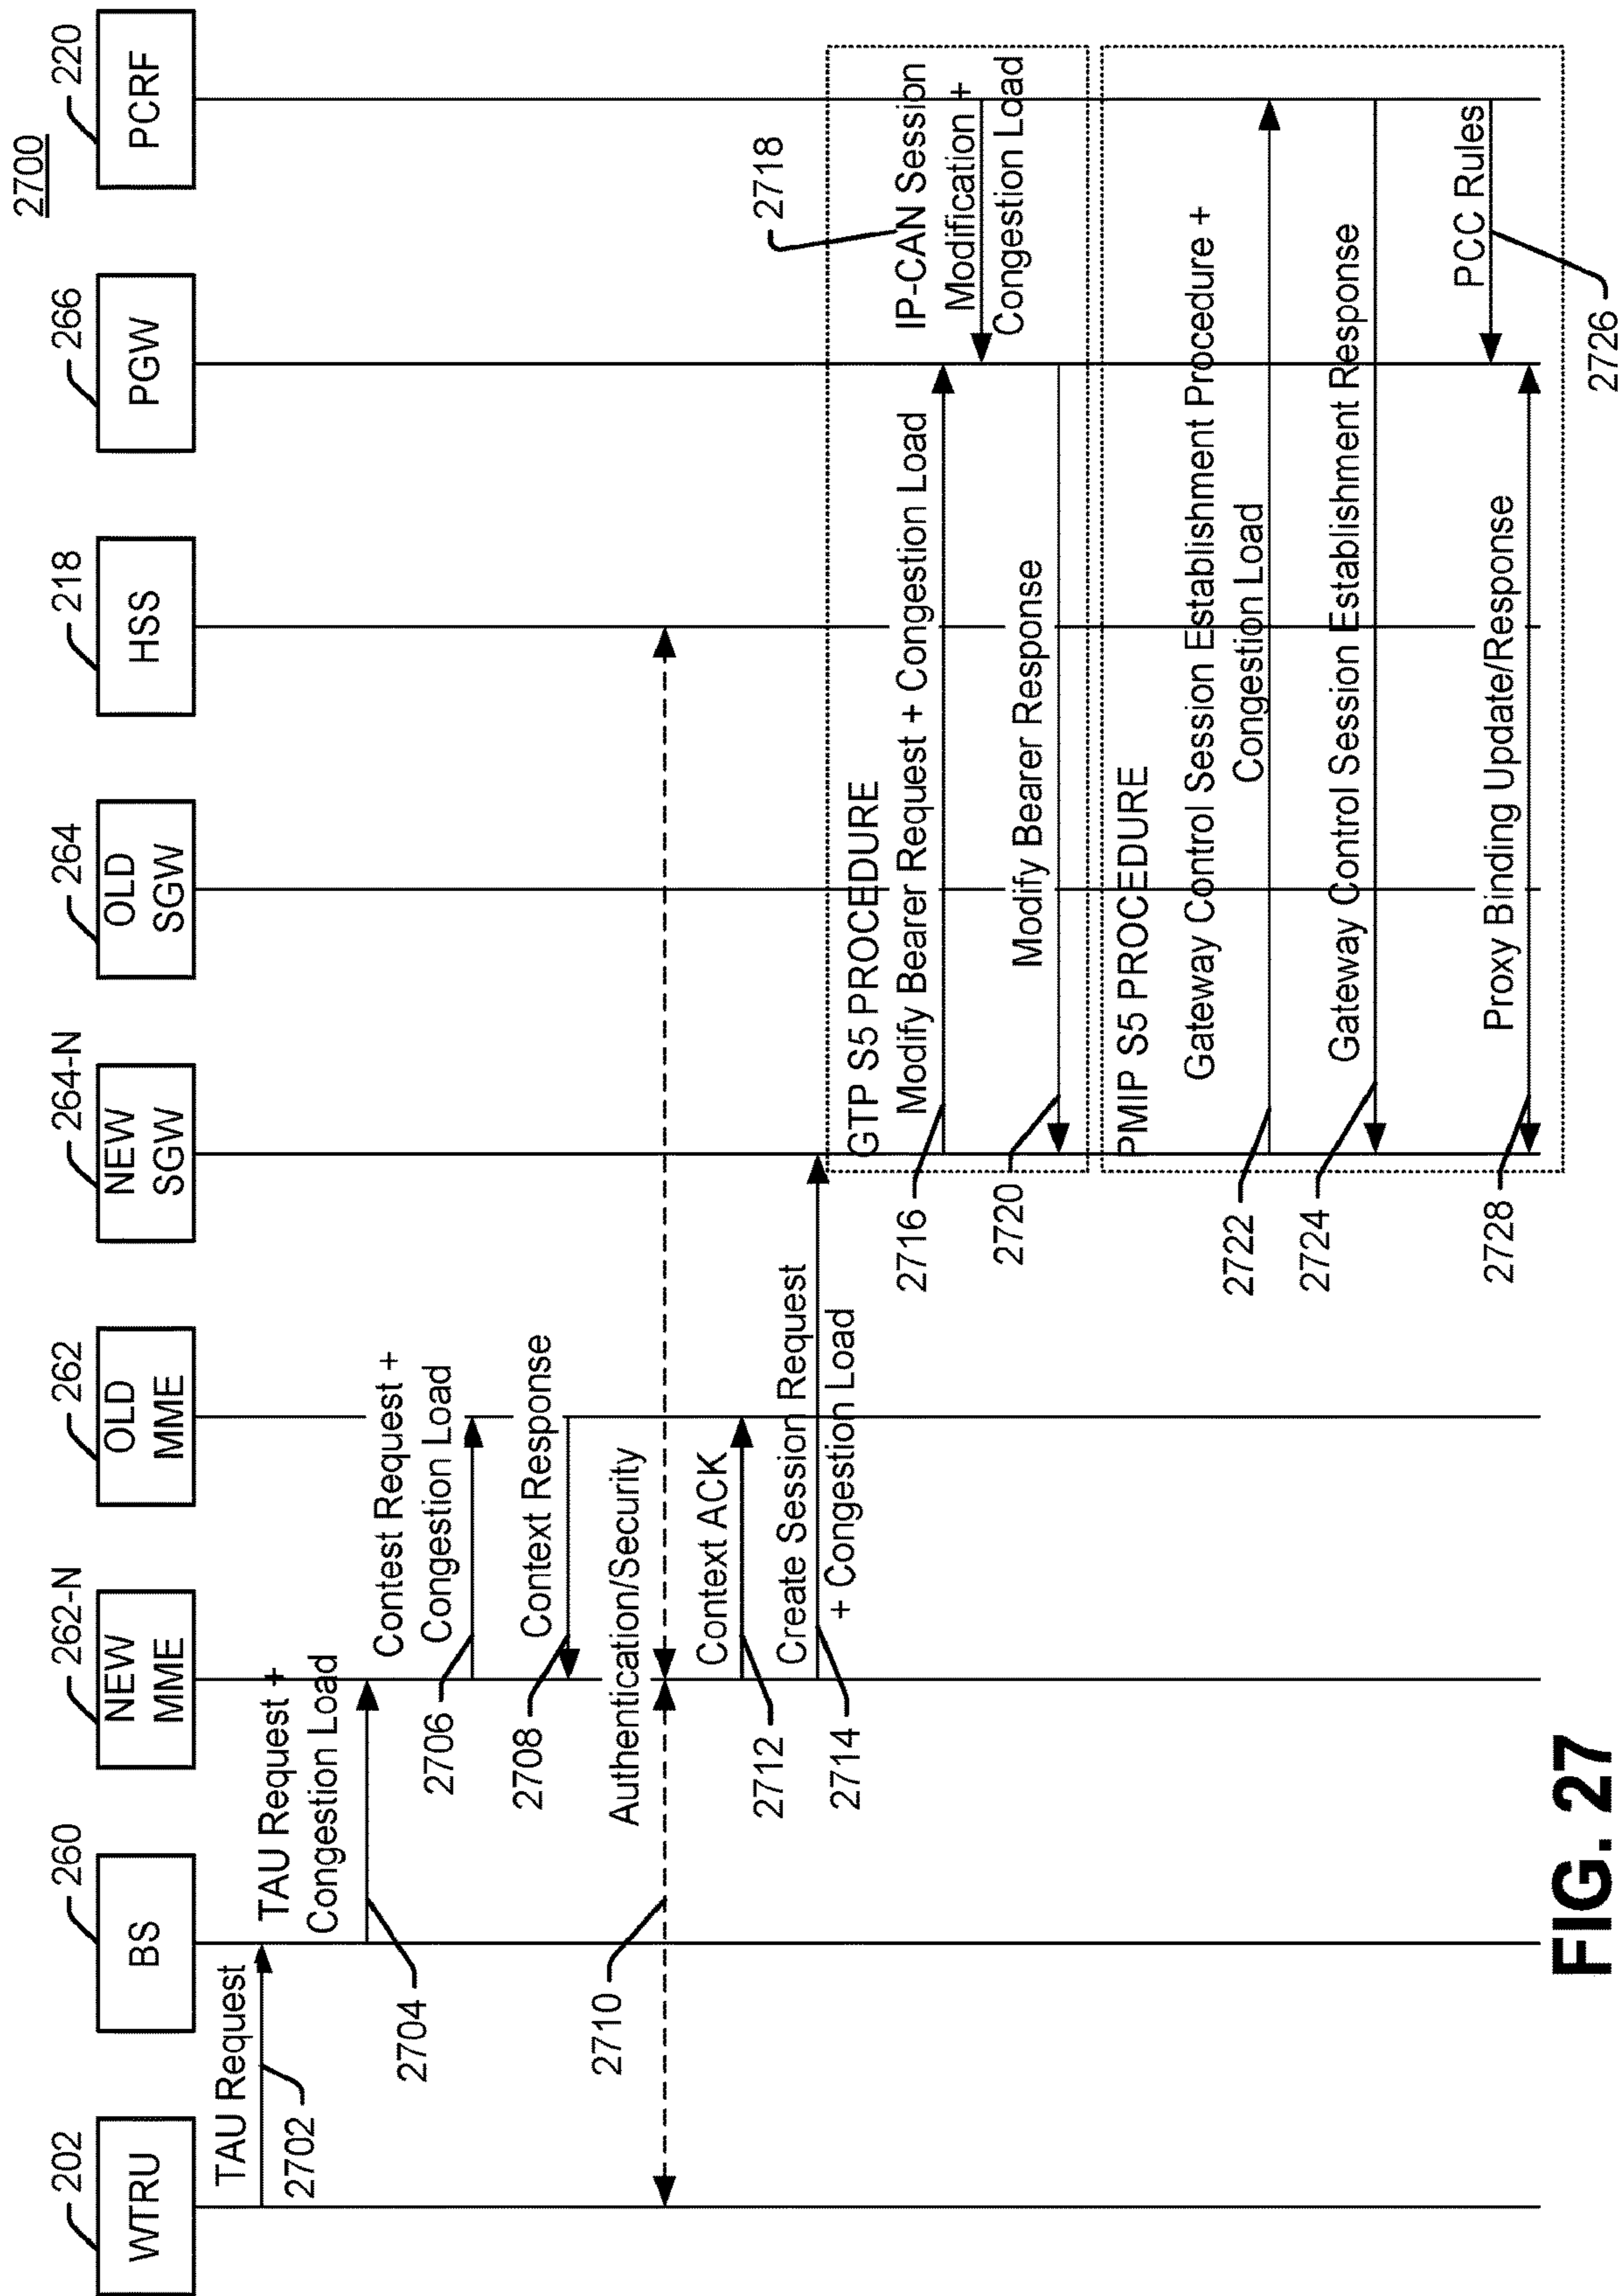 2700
202
260
262-N
262
264-N
264
218
266
220
WTRU
BS
NEW
MME
OLD
MME
NEW
SGW
OLD
SGW
HSS
PGW
PCRF
TAU Request
2702
TAU Request +
Congestion Load
2704
Contest Request +
Congestion Load
2706
Context Response
2708
Authentication/Security
2710
Context ACK
2712
Create Session Request
+ Congestion Load
2714
GTP S5 PROCEDURE
Modify Bearer Request + Congestion Load
2716
2718
IP-CAN Session
Modification +
Congestion Load
Modify Bearer Response
2720
PMIP S5 PROCEDURE
Gateway Control Session Establishment Procedure +
Congestion Load
2722
Gateway Control Session Establishment Response
2724
PCC Rules
2726
Proxy Binding Update/Response
2728
FIG. 27